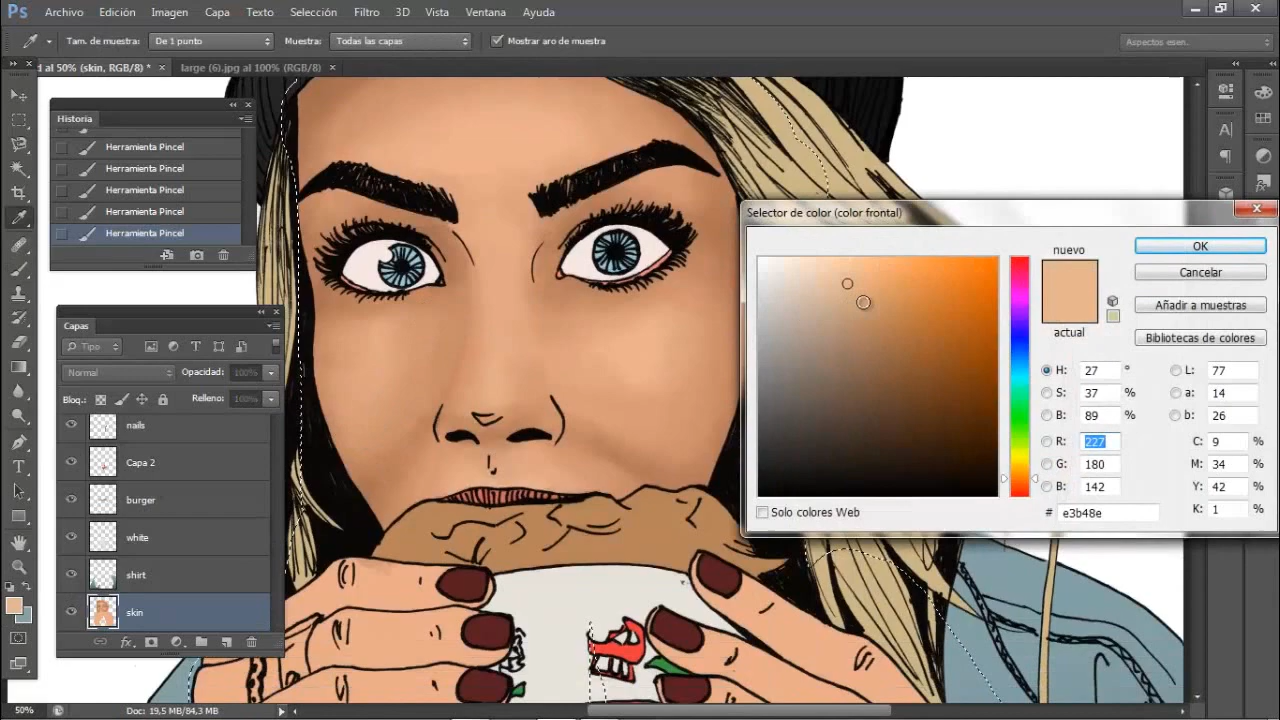 Ps Archivo Edición Imagen Capa Texto Selección Filtro 3D Vista Ventana Ayuda
Tam. de muestra: De 1 punto Muestra: Todas las capas Mostrar aro de muestra Aspectos esen.
d al 50% (skin, RGB/8) * × large (6).jpg al 100% (RGB/8) ×
Historia
Herramienta Pincel
Herramienta Pincel
Herramienta Pincel
Herramienta Pincel
Herramienta Pincel
Capas
Tipo
Normal Opacidad: 100%
Bloq.: Relleno: 100%
nails
Capa 2
burger
white
shirt
skin
Selector de color (color frontal)
nuevo
actual
OK
Cancelar
Añadir a muestras
Bibliotecas de colores
H: 27 ° L: 77
S: 37 % a: 14
B: 89 % b: 26
R: 227 C: 9 %
G: 180 M: 34 %
B: 142 Y: 42 %
# e3b48e K: 1 %
Solo colores Web
50% Doc: 19,5 MB/84,3 MB